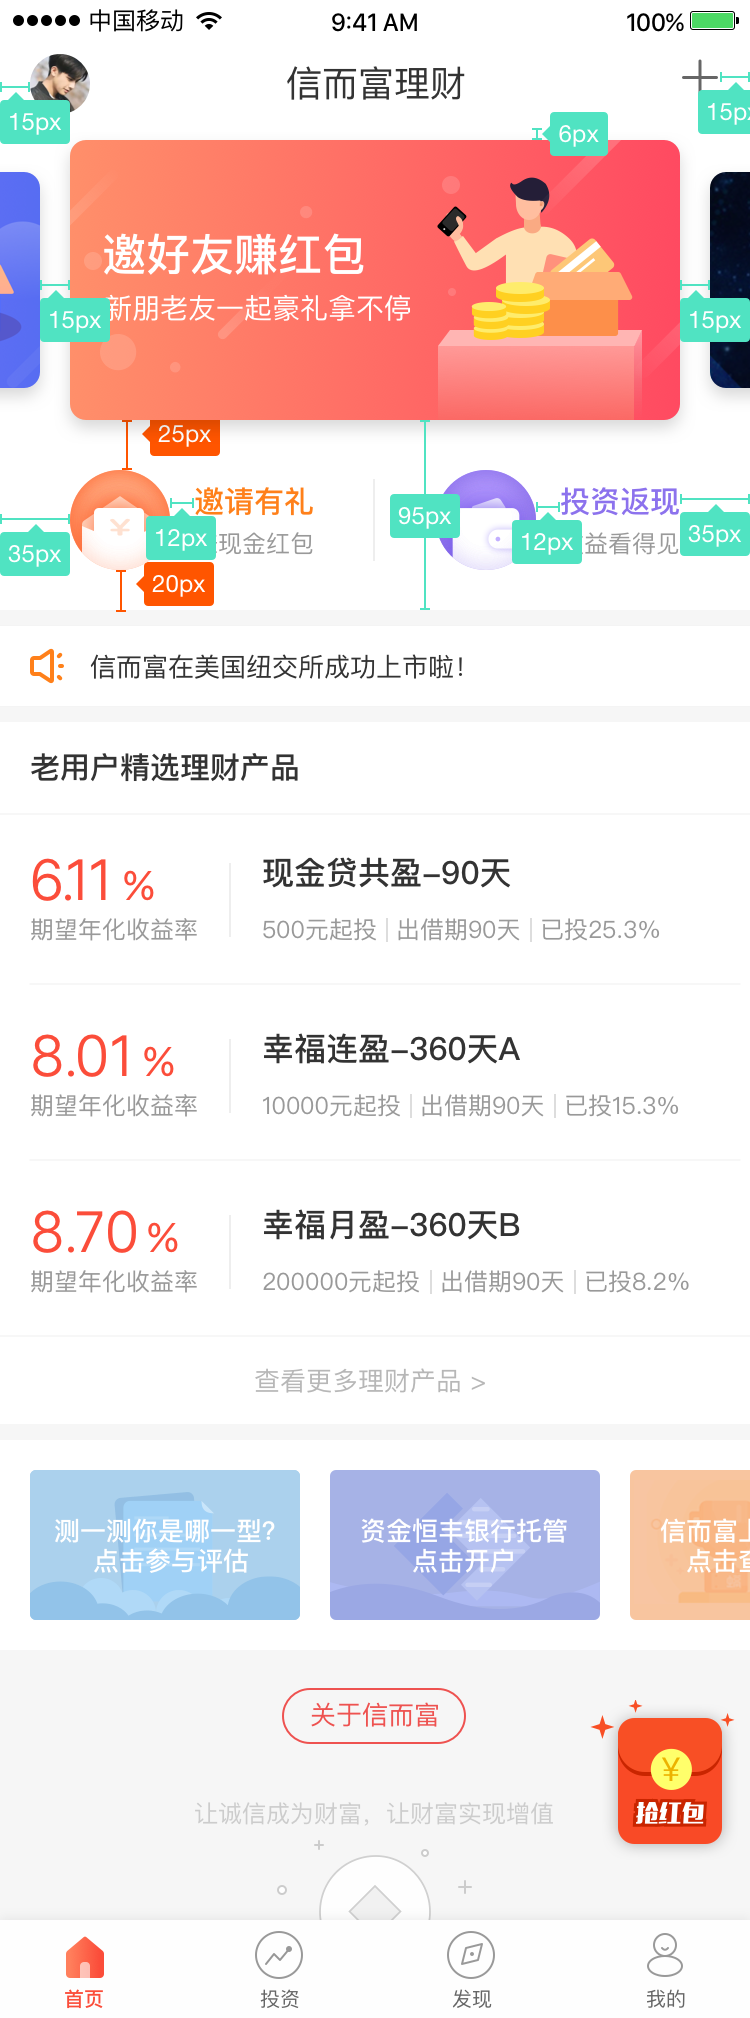 中国移动 9:41 AM 100%
信而富理财
15px
15px
6px
邀好友赚红包
新朋老友一起豪礼拿不停
15px
15px
25px
邀请有礼
投资返现
95px
现金红包
益看得见
35px
12px
12px
35px
20px
信而富在美国纽交所成功上市啦!
老用户精选理财产品
6.11 %
现金贷共盈-90天
期望年化收益率
500元起投 | 出借期90天 | 已投25.3%
8.01 %
幸福连盈-360天A
期望年化收益率
10000元起投 | 出借期90天 | 已投15.3%
8.70 %
幸福月盈-360天B
期望年化收益率
200000元起投 | 出借期90天 | 已投8.2%
查看更多理财产品 >
测一测你是哪一型?
点击参与评估
资金恒丰银行托管
点击开户
信而富
点击
关于信而富
¥
抢红包
让诚信成为财富，让财富实现增值
首页
投资
发现
我的